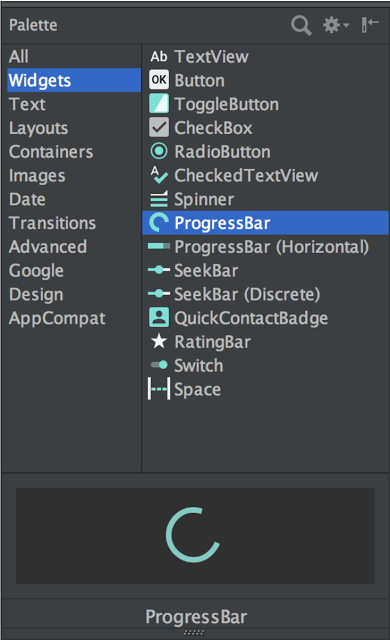 Palette
All
Widgets
Text
Layouts
Containers
Images
Date
Transitions
Advanced
Google
Design
AppCompat
Ab TextView
OK Button
ToggleButton
CheckBox
RadioButton
A CheckedTextView
Spinner
ProgressBar
ProgressBar (Horizontal)
SeekBar
SeekBar (Discrete)
QuickContactBadge
RatingBar
Switch
Space
ProgressBar